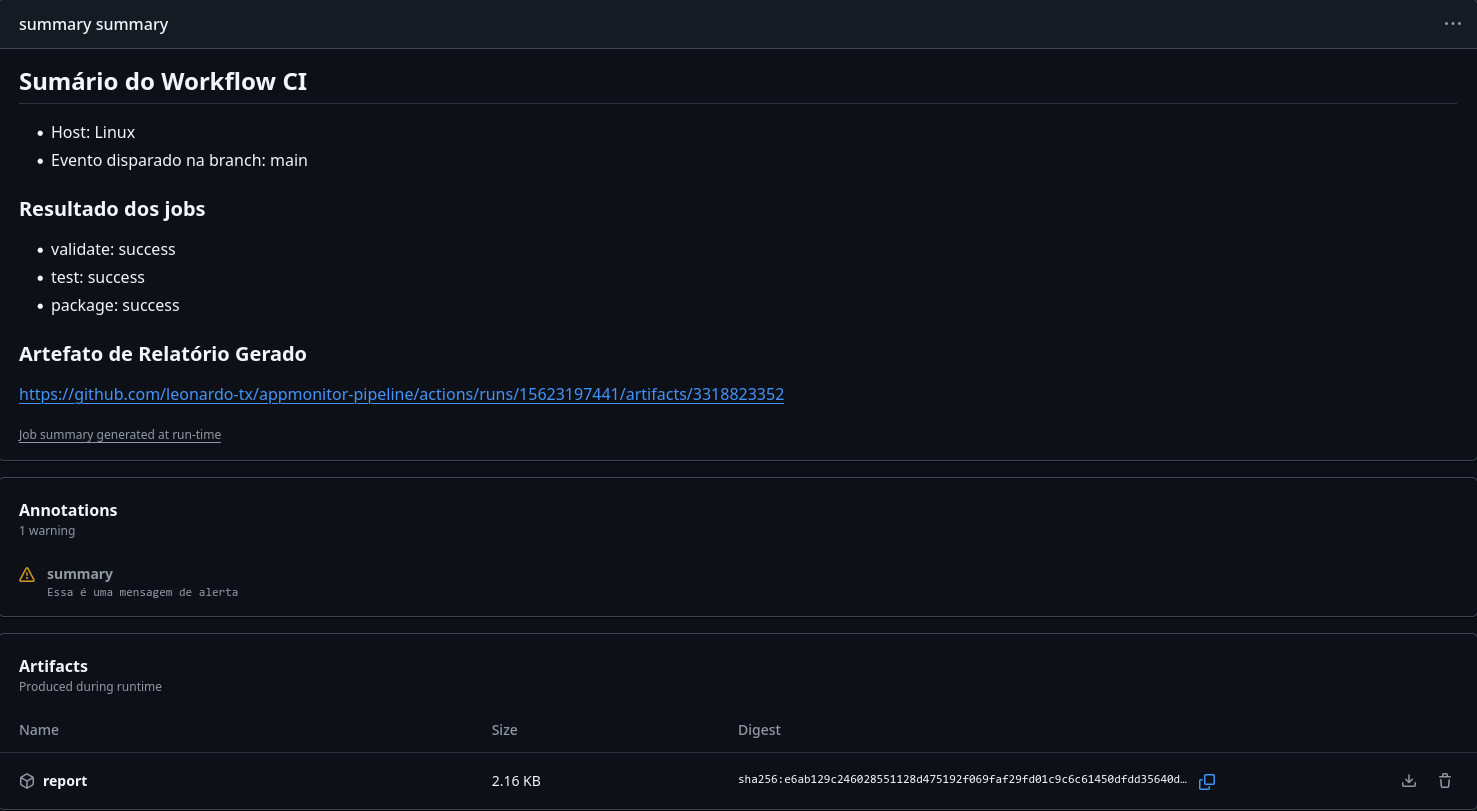 summary summary
Sumário do Workflow CI
Host: Linux
Evento disparado na branch: main
Resultado dos jobs
validate: success
test: success
package: success
Artefato de Relatório Gerado
https://github.com/leonardo-tx/appmonitor-pipeline/actions/runs/15623197441/artifacts/3318823352
Job summary generated at run-time
Annotations
1 warning
summary
Essa é uma mensagem de alerta
Artifacts
Produced during runtime
Name Size Digest
report 2.16 KB sha256:e6ab129c246028551128d475192f069faf29fd01c9c6c61450dfdd35640d…